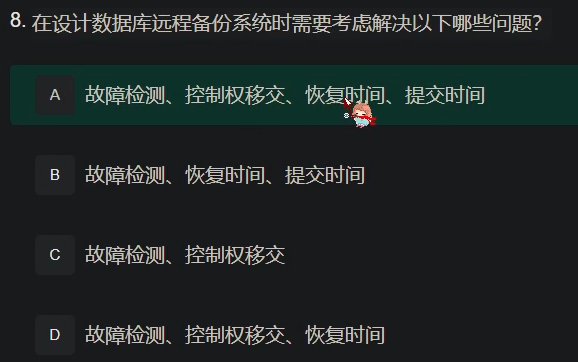 8. 在设计数据库远程备份系统时需要考虑解决以下哪些问题？
A 故障检测、控制权移交、恢复时间、提交时间
B 故障检测、恢复时间、提交时间
C 故障检测、控制权移交
D 故障检测、控制权移交、恢复时间